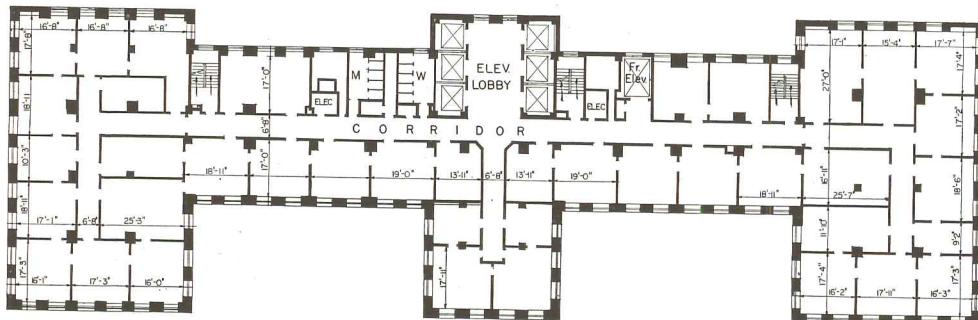 16'-8" 16'-8" 16'-8"
17'-8"
18'-11
10'-3"
18'-11
17'-1" 6'-8" 25'-3"
17'-3"
16'-1" 17'-3" 16'-0"
17'-0"
6'-8"
17'-0"
ELEC
M W
ELEV.
LOBBY
ELEC
Fr.
Elev.
CORRIDOR
18'-11" 19'-0" 13'-11" 6'-8" 13'-11" 19'-0" 18'-11"
17'-11"
17'-1" 15'-4" 17'-7"
27'-0"
17'-4"
17'-2"
16'-11"
18'-6"
25'-7"
11'-10"
9'-2"
17'-4"
17'-3"
16'-2" 17'-11" 16'-3"